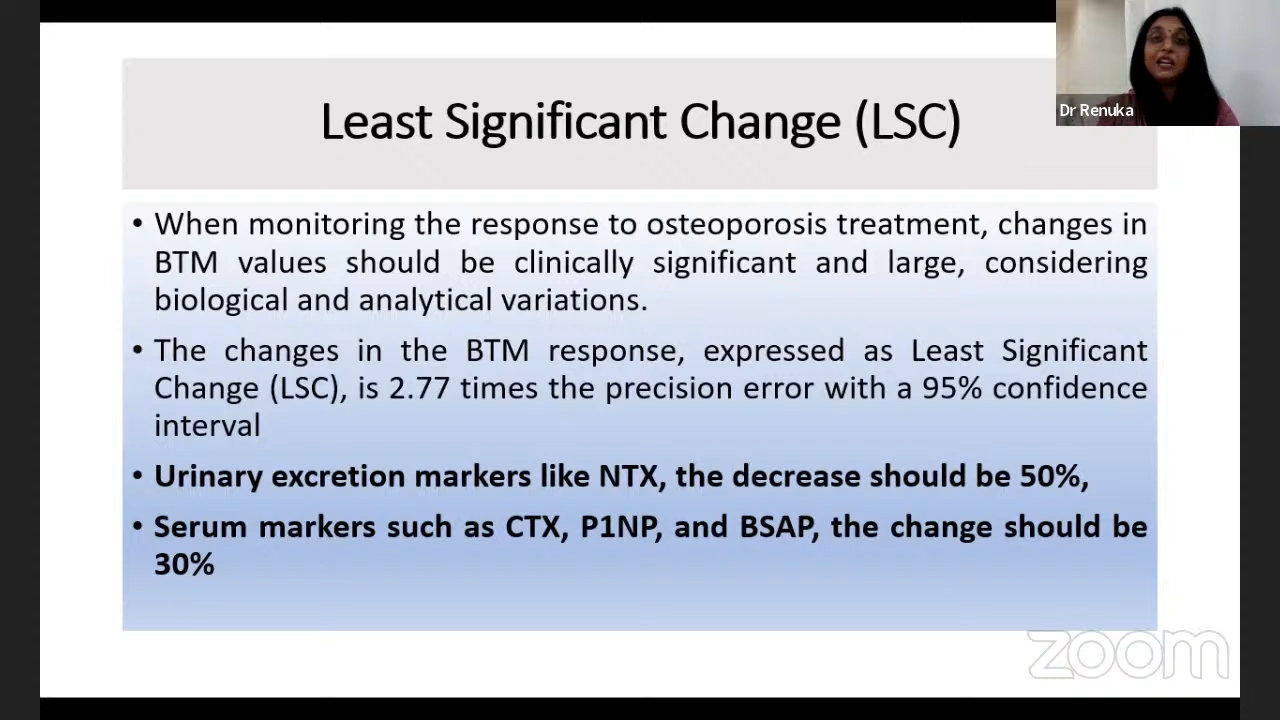 Least Significant Change (LSC)
Dr Renuka
• When monitoring the response to osteoporosis treatment, changes in
BTM values should be clinically significant and large, considering
biological and analytical variations.
• The changes in the BTM response, expressed as Least Significant
Change (LSC), is 2.77 times the precision error with a 95% confidence
interval
• Urinary excretion markers like NTX, the decrease should be 50%,
• Serum markers such as CTX, P1NP, and BSAP, the change should be
30%
zoom